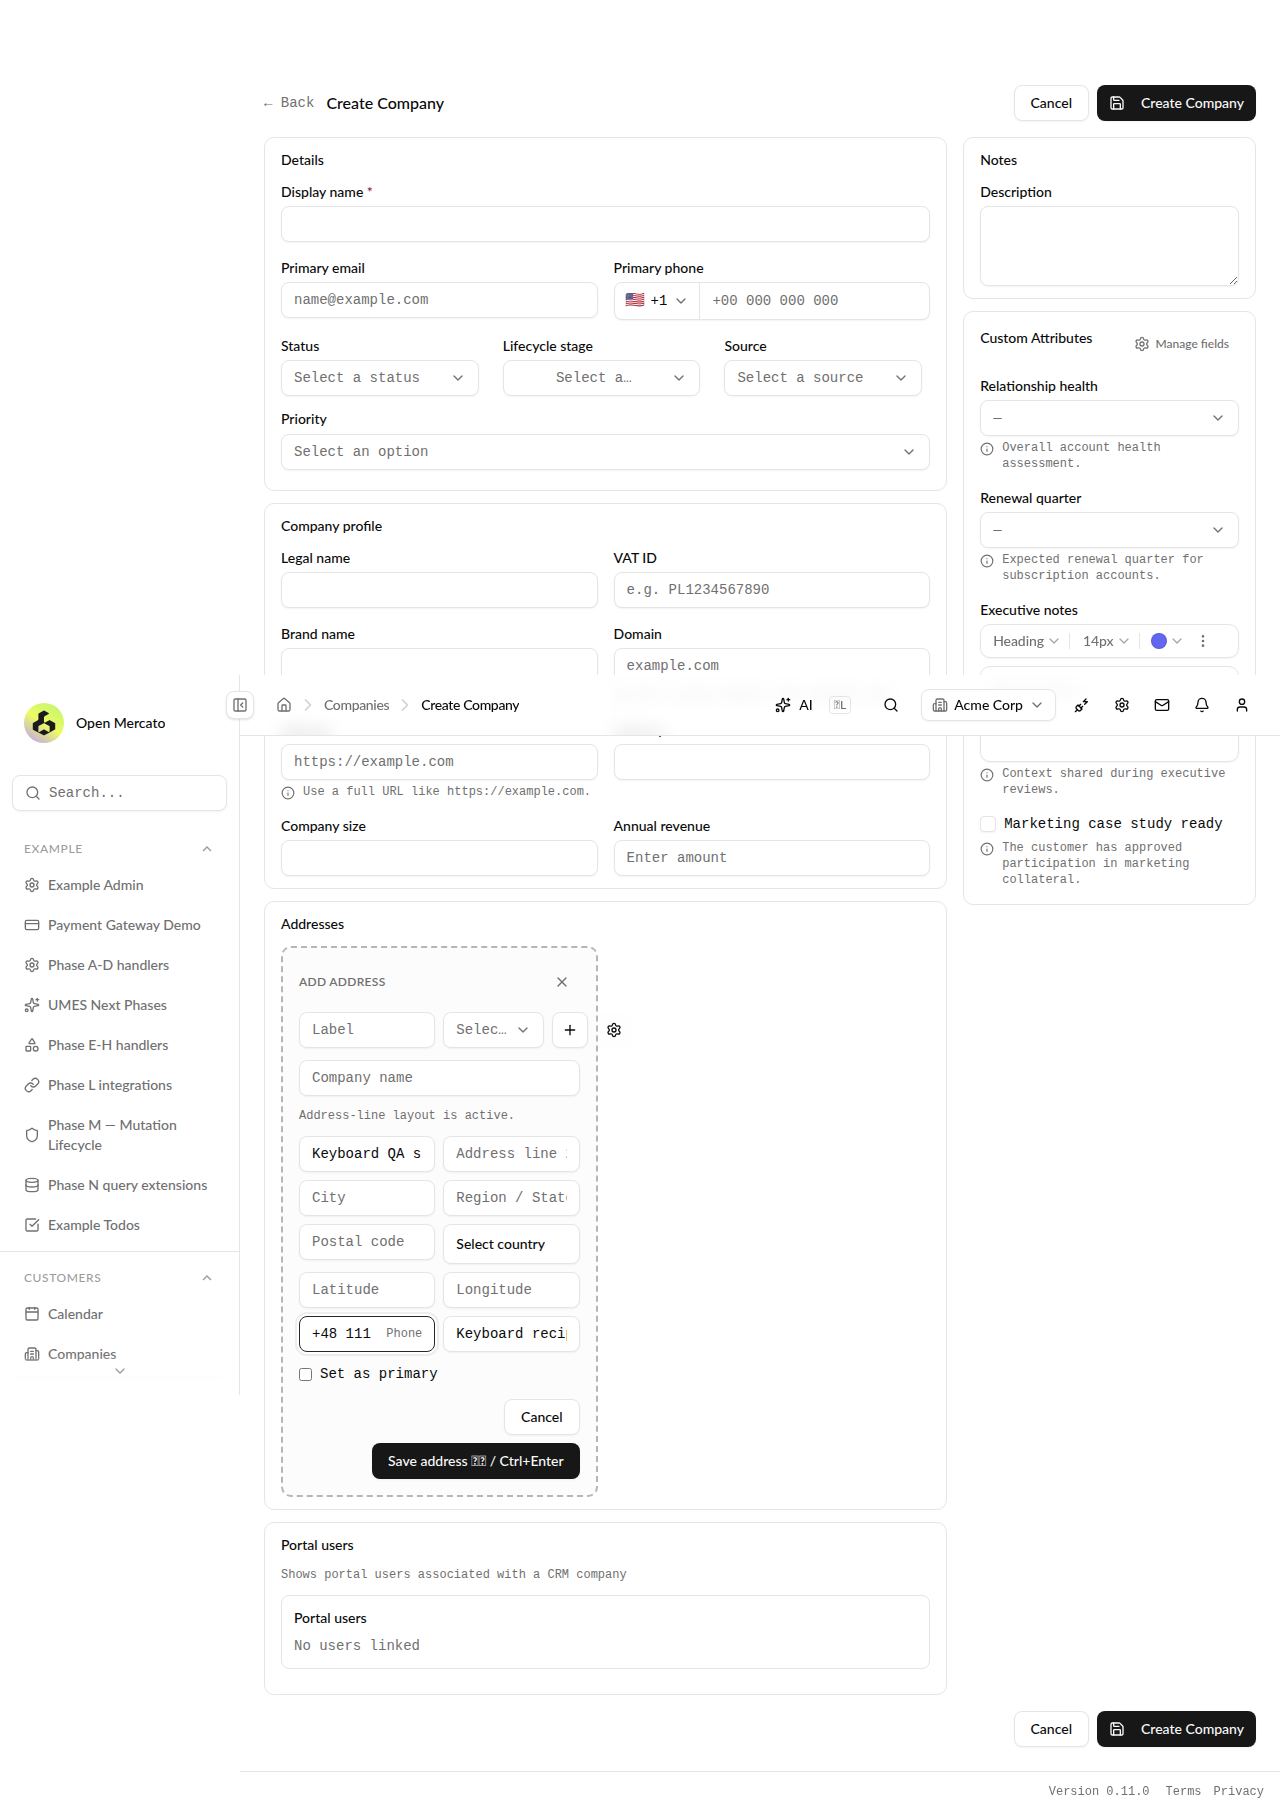 ← Back Create Company
Cancel
Create Company
Details
Display name *
Primary email
Primary phone
name@example.com
🇺🇸 +1
+00 000 000 000
Status
Lifecycle stage
Source
Select a status
Select a…
Select a source
Priority
Select an option
Notes
Description
Custom Attributes
Manage fields
Relationship health
—
Overall account health
assessment.
Renewal quarter
—
Expected renewal quarter for
subscription accounts.
Executive notes
Heading
14px
Company profile
Legal name
VAT ID
e.g. PL1234567890
Brand name
Domain
example.com
Open Mercato
Companies
Create Company
AI
L
Acme Corp
https://example.com
Use a full URL like https://example.com.
Company size
Annual revenue
Enter amount
Context shared during executive
reviews.
Marketing case study ready
The customer has approved
participation in marketing
collateral.
Search...
EXAMPLE
Example Admin
Payment Gateway Demo
Phase A-D handlers
UMES Next Phases
Phase E-H handlers
Phase L integrations
Phase M — Mutation
Lifecycle
Phase N query extensions
Example Todos
CUSTOMERS
Calendar
Companies
Addresses
ADD ADDRESS
Label
Selec…
Company name
Address-line layout is active.
Keyboard QA s
Address line
City
Region / State
Postal code
Select country
Latitude
Longitude
+48 111
Phone
Keyboard recip
Set as primary
Cancel
Save address / Ctrl+Enter
Portal users
Shows portal users associated with a CRM company
Portal users
No users linked
Cancel
Create Company
Version 0.11.0 Terms Privacy